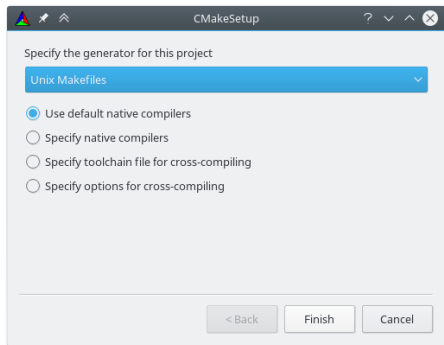 CMakeSetup
Specify the generator for this project
Unix Makefiles
Use default native compilers
Specify native compilers
Specify toolchain file for cross-compiling
Specify options for cross-compiling
< Back Finish Cancel